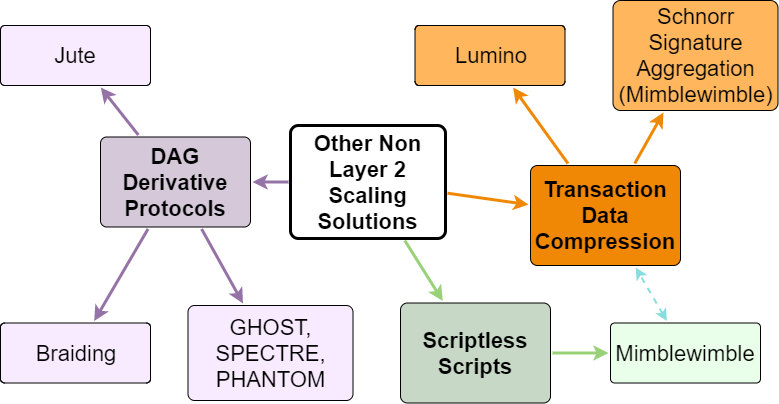 Jute
Lumino
Schnorr
Signature
Aggregation
(Mimblewimble)
DAG
Derivative
Protocols
Other Non
Layer 2
Scaling
Solutions
Transaction
Data
Compression
Braiding
GHOST,
SPECTRE,
PHANTOM
Scriptless
Scripts
Mimblewimble